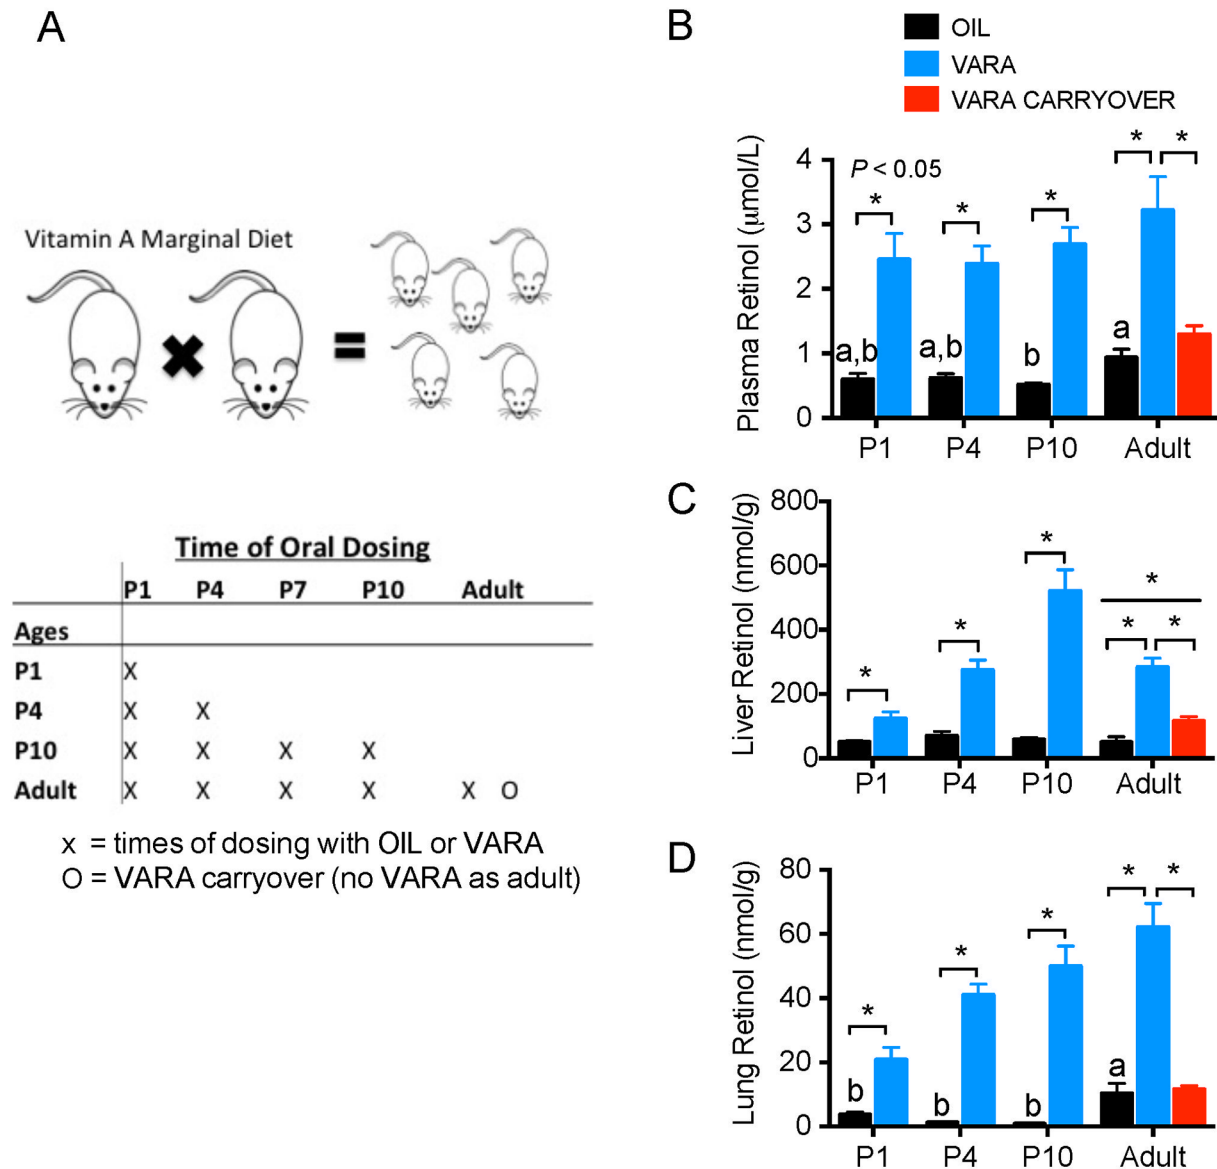 A
Vitamin A Marginal Diet
Time of Oral Dosing
P1 P4 P7 P10 Adult
Ages
P1 X
P4 X X
P10 X X X X
Adult X X X X X O
x = times of dosing with OIL or VARA
O = VARA carryover (no VARA as adult)
B
OIL
VARA
VARA CARRYOVER
Plasma Retinol (μmol/L)
4
3
2
1
0
P < 0.05
* * * * *
a,b a,b b a
P1 P4 P10 Adult
C
Liver Retinol (nmol/g)
800
600
400
200
0
* * * * * *
P1 P4 P10 Adult
D
Lung Retinol (nmol/g)
80
60
40
20
0
* * * * *
b b b a
P1 P4 P10 Adult